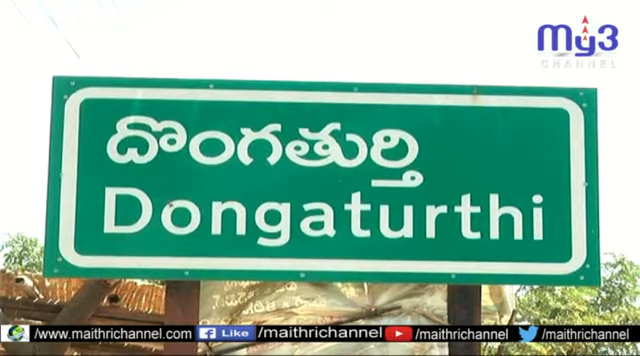 My3
CHANNEL
దొంగతుర్తి
Dongaturthi
/www.maithrichannel.com f Like /maithrichannel /maithrichannel /maithrichannel